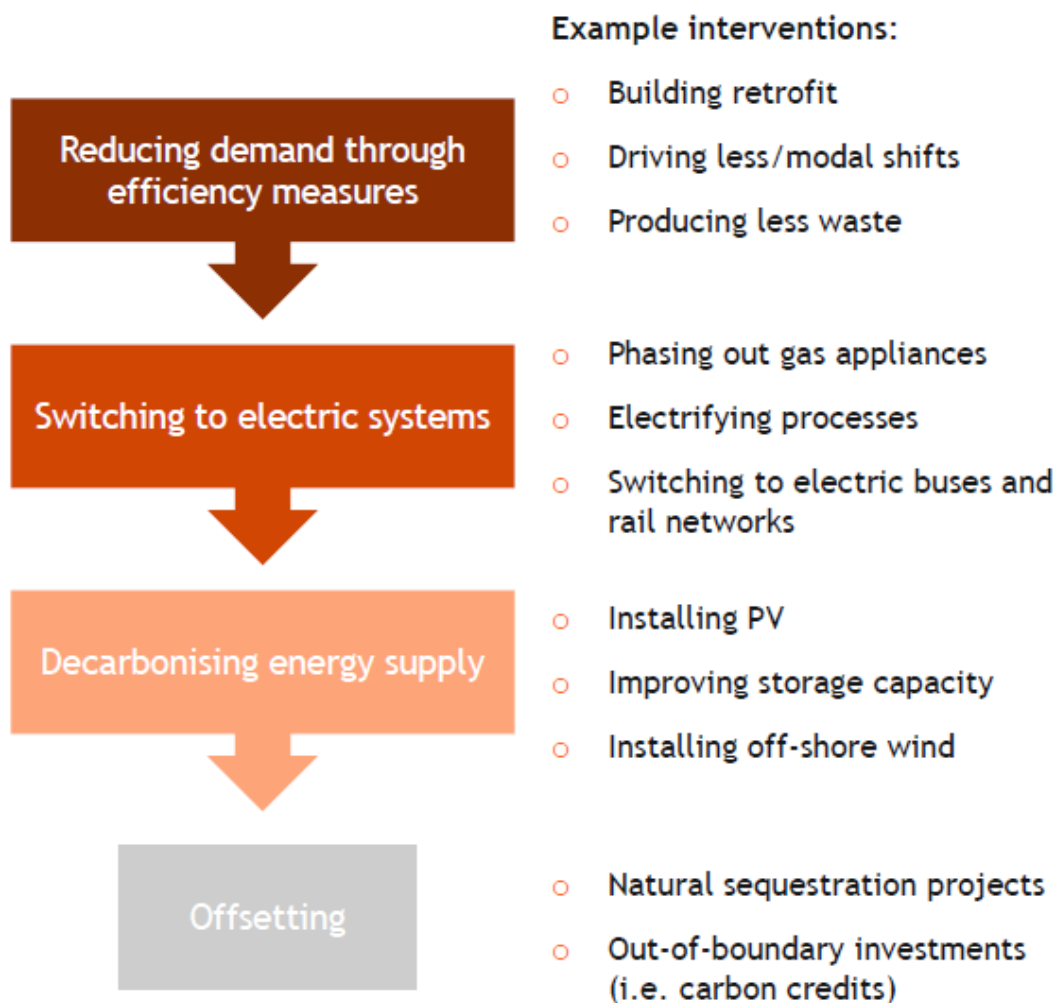 Example interventions:
Reducing demand through
efficiency measures
○ Building retrofit
○ Driving less/modal shifts
○ Producing less waste
Switching to electric systems
○ Phasing out gas appliances
○ Electrifying processes
○ Switching to electric buses and
rail networks
Decarbonising energy supply
○ Installing PV
○ Improving storage capacity
○ Installing off-shore wind
Offsetting
○ Natural sequestration projects
○ Out-of-boundary investments
(i.e. carbon credits)